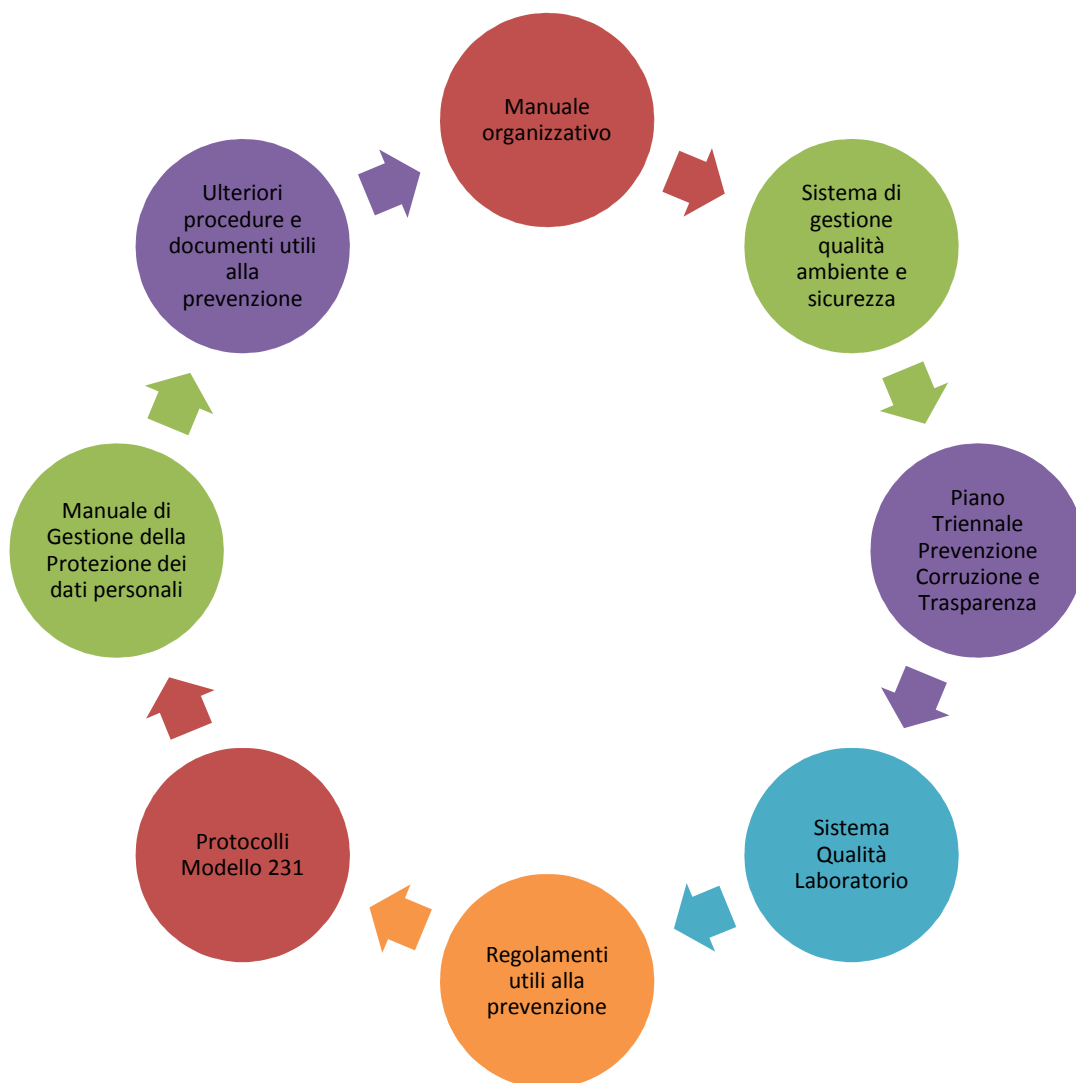 Manuale
organizzativo
Sistema di
gestione
qualità
ambiente e
sicurezza
Piano
Triennale
Prevenzione
Corruzione e
Trasparenza
Sistema
Qualità
Laboratorio
Regolamenti
utili alla
prevenzione
Protocolli
Modello 231
Manuale di
Gestione della
Protezione dei
dati personali
Ulteriori
procedure e
documenti utili
alla
prevenzione